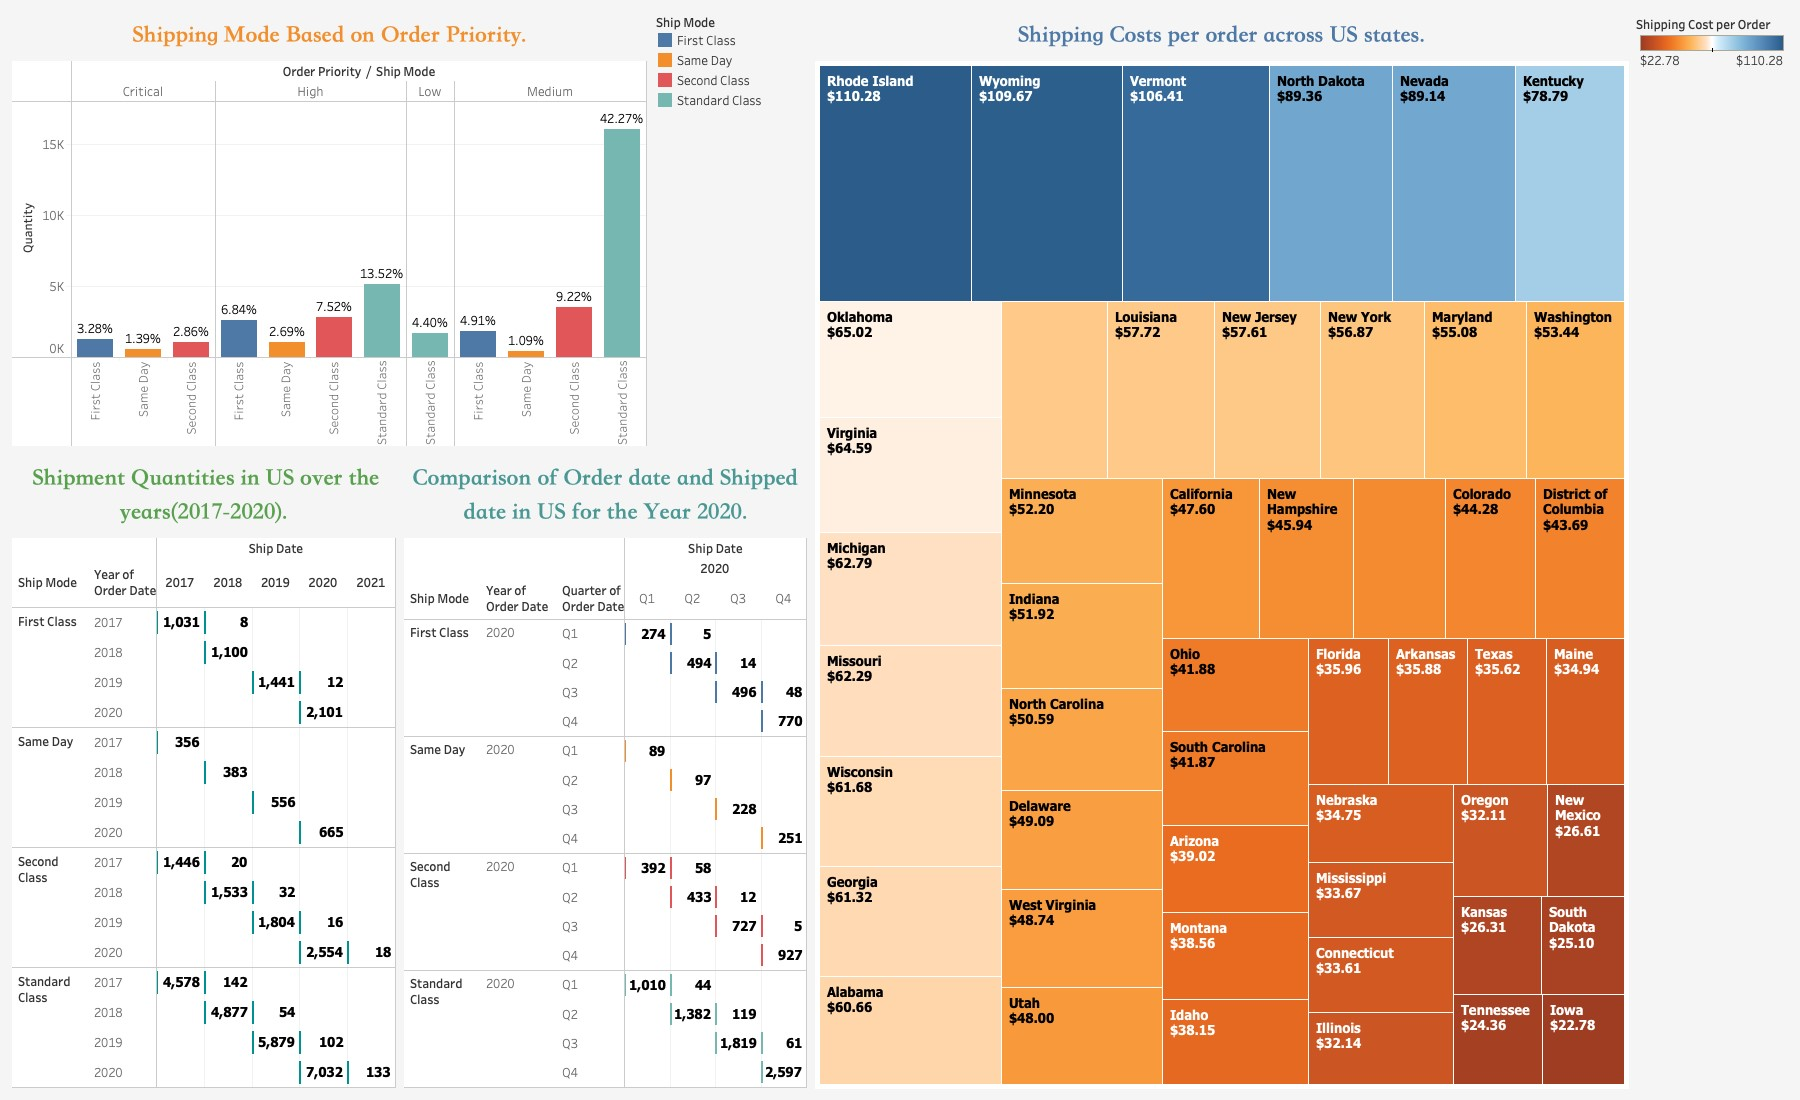 Shipping Mode Based on Order Priority.
Ship Mode
First Class
Same Day
Second Class
Standard Class
Order Priority / Ship Mode
Critical High Low Medium
Quantity
15K
10K
5K
0K
3.28% 1.39% 2.86% 6.84% 2.69% 7.52% 13.52% 4.40% 4.91% 1.09% 9.22% 42.27%
First Class Same Day Second Class First Class Same Day Second Class Standard Class Standard Class First Class Same Day Second Class Standard Class
Shipment Quantities in US over the
years(2017-2020).
Ship Date
Ship Mode Year of Order Date 2017 2018 2019 2020 2021
First Class 2017 1,031 8
2018 1,100
2019 1,441 12
2020 2,101
Same Day 2017 356
2018 383
2019 556
2020 665
Second Class 2017 1,446 20
2018 1,533 32
2019 1,804 16
2020 2,554 18
Standard Class 2017 4,578 142
2018 4,877 54
2019 5,879 102
2020 7,032 133
Comparison of Order date and Shipped
date in US for the Year 2020.
Ship Date
2020
Ship Mode Year of Order Date Quarter of Order Date Q1 Q2 Q3 Q4
First Class 2020 Q1 274 5
Q2 494 14
Q3 496 48
Q4 770
Same Day 2020 Q1 89
Q2 97
Q3 228
Q4 251
Second Class 2020 Q1 392 58
Q2 433 12
Q3 727 5
Q4 927
Standard Class 2020 Q1 1,010 44
Q2 1,382 119
Q3 1,819 61
Q4 2,597
Shipping Costs per order across US states.
Shipping Cost per Order
$22.78 $110.28
Rhode Island
$110.28
Wyoming
$109.67
Vermont
$106.41
North Dakota
$89.36
Nevada
$89.14
Kentucky
$78.79
Oklahoma
$65.02
Virginia
$64.59
Michigan
$62.79
Missouri
$62.29
Wisconsin
$61.68
Georgia
$61.32
Alabama
$60.66
Louisiana
$57.72
New Jersey
$57.61
New York
$56.87
Maryland
$55.08
Washington
$53.44
Minnesota
$52.20
Indiana
$51.92
North Carolina
$50.59
Delaware
$49.09
West Virginia
$48.74
Utah
$48.00
California
$47.60
New
Hampshire
$45.94
Colorado
$44.28
District of
Columbia
$43.69
Ohio
$41.88
South Carolina
$41.87
Arizona
$39.02
Montana
$38.56
Idaho
$38.15
Florida
$35.96
Arkansas
$35.88
Texas
$35.62
Maine
$34.94
Nebraska
$34.75
Mississippi
$33.67
Connecticut
$33.61
Illinois
$32.14
Oregon
$32.11
New
Mexico
$26.61
Kansas
$26.31
South
Dakota
$25.10
Tennessee
$24.36
Iowa
$22.78